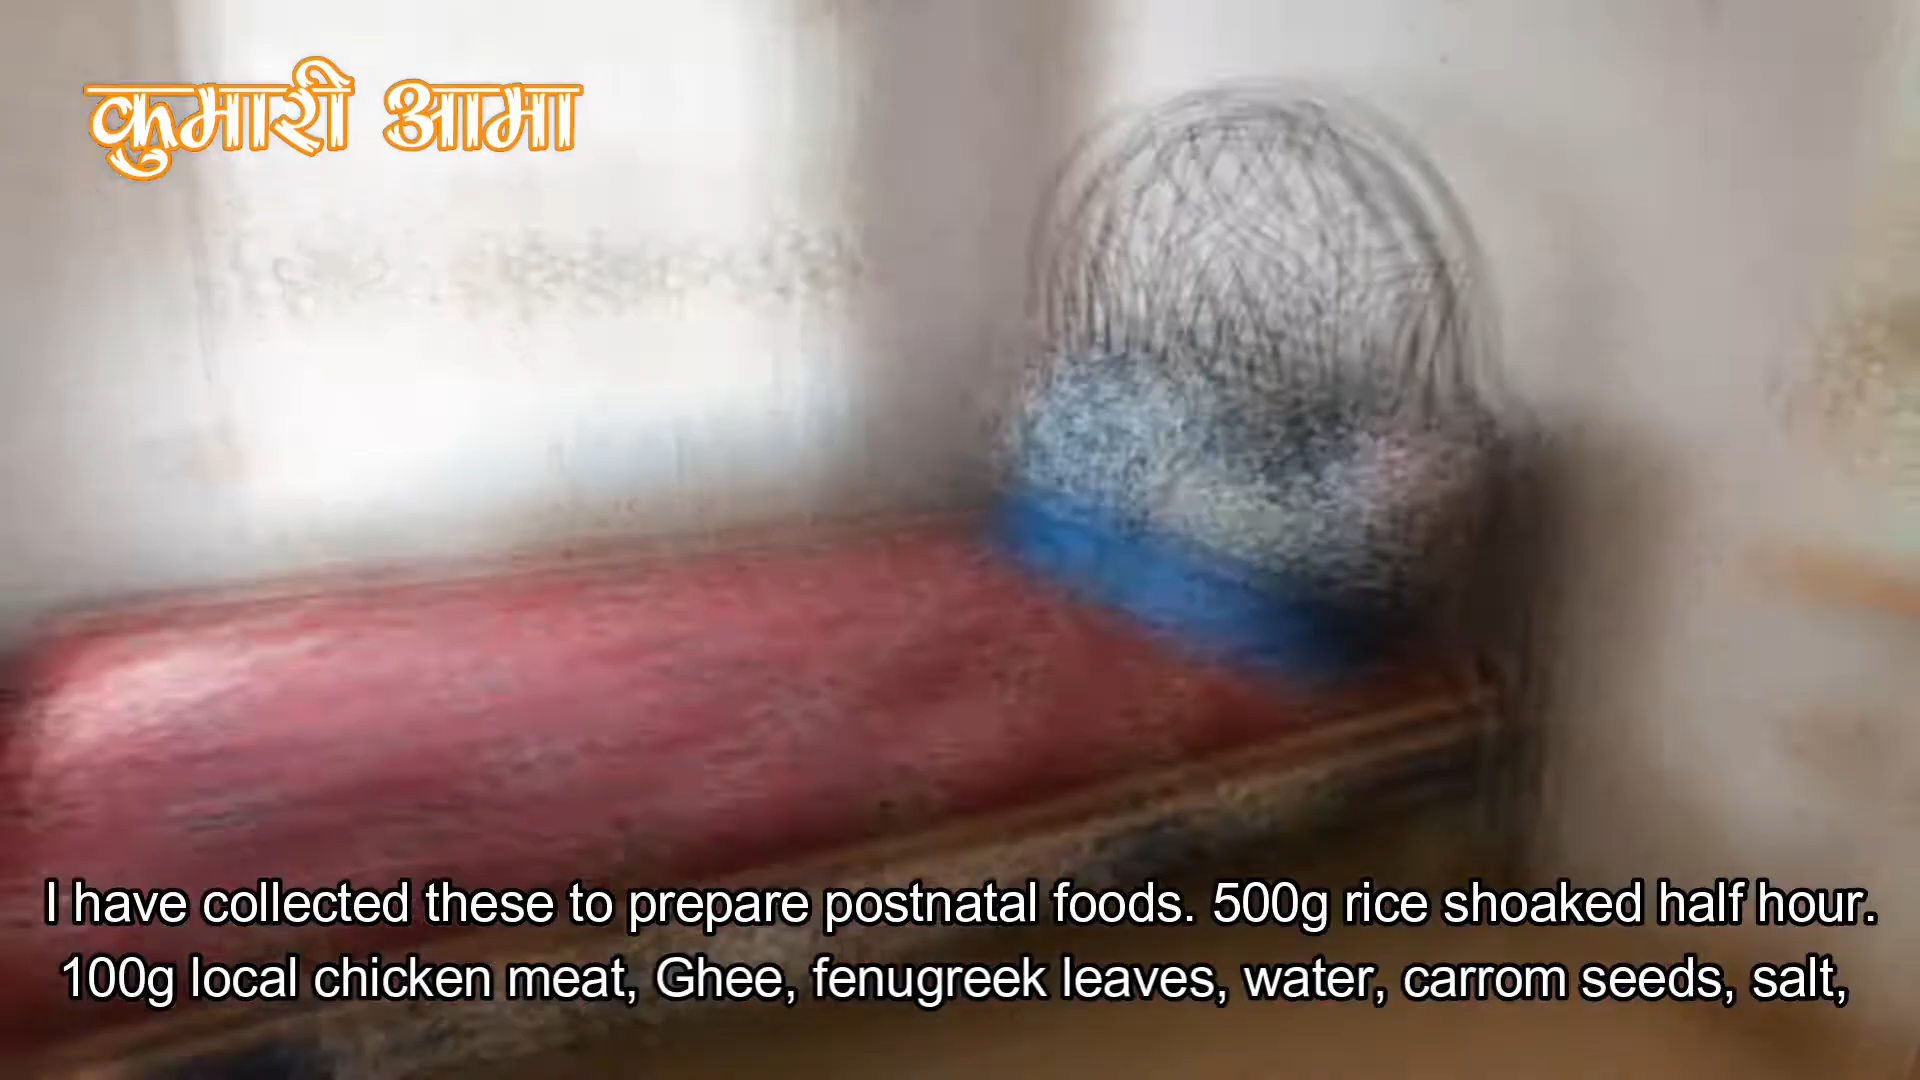 कुमारी आमा
I have collected these to prepare postnatal foods. 500g rice shoaked half hour.
100g local chicken meat, Ghee, fenugreek leaves, water, carrom seeds, salt,